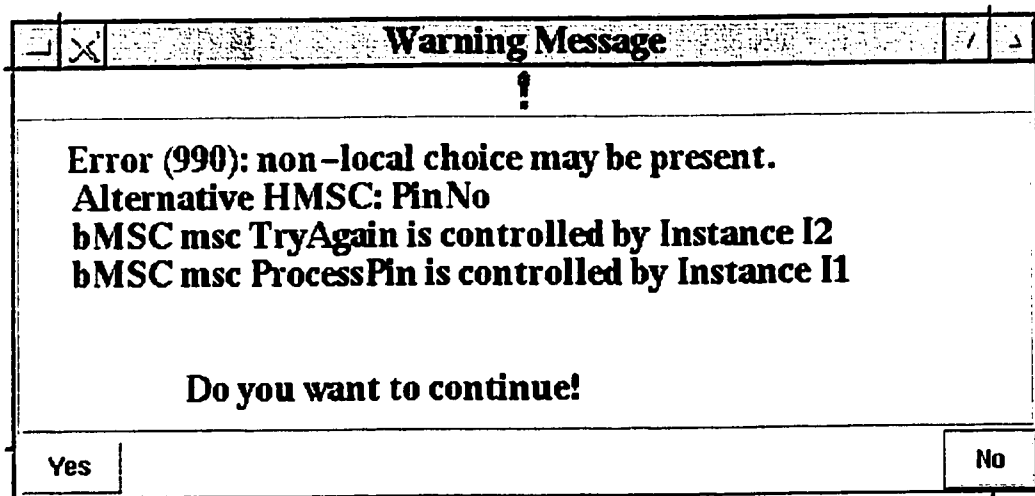 Warning Message
!
Error (990): non-local choice may be present.
Alternative HMSC: PinNo
bMSC msc TryAgain is controlled by Instance I2
bMSC msc ProcessPin is controlled by Instance I1
Do you want to continue!
Yes
No